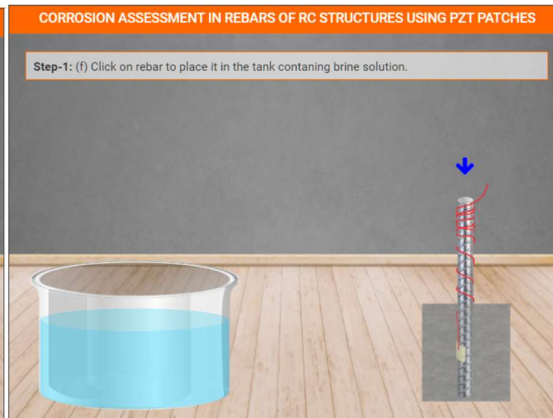 CORROSION ASSESSMENT IN REBARS OF RC STRUCTURES USING PZT PATCHES
Step-1: (f) Click on rebar to place it in the tank contaning brine solution.